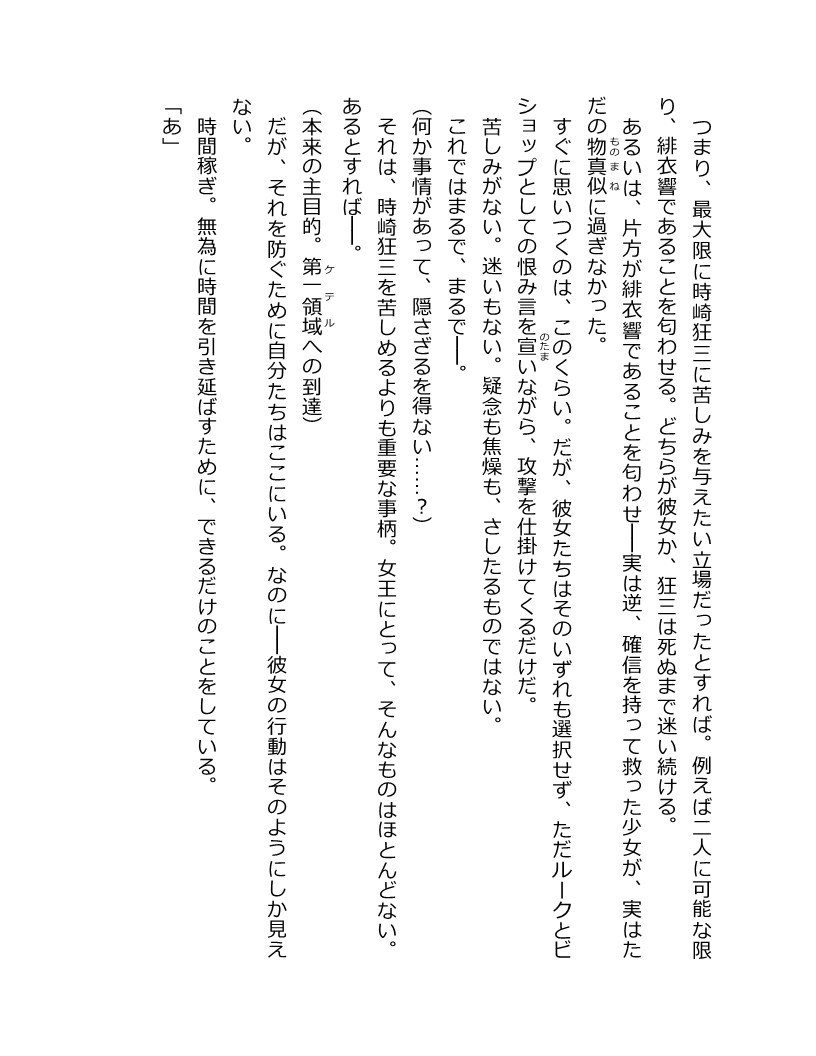 つまり、最大限に時崎狂三に苦しみを与えたい立場だったとすれば。例えば二人に可能な限
り、緋衣響であることを匂わせる。どちらが彼女か、狂三は死ぬまで迷い続ける。
あるいは、片方が緋衣響であることを匂わせ――実は逆、確信を持って救った少女が、実はた
だの物真似に過ぎなかった。
ものまね
すぐに思いつくのは、このくらい。だが、彼女たちはそのいずれも選択せず、ただルークとビ
ショップとしての恨み言を宣いながら、攻撃を仕掛けてくるだけだ。
のたま
苦しみがない。迷いもない。疑念も焦燥も、さしたるものではない。
これではまるで、まるで――。
(何か事情があって、隠さざるを得ない……?)
それは、時崎狂三を苦しめるよりも重要な事柄。女王にとって、そんなものはほとんどない。
あるとすれば――。
(本来の主目的。第一領域への到達)
ケテル
だが、それを防ぐために自分たちはここにいる。なのに――彼女の行動はそのようにしか見え
ない。
時間稼ぎ。無為に時間を引き延ばすために、できるだけのことをしている。
「あ」